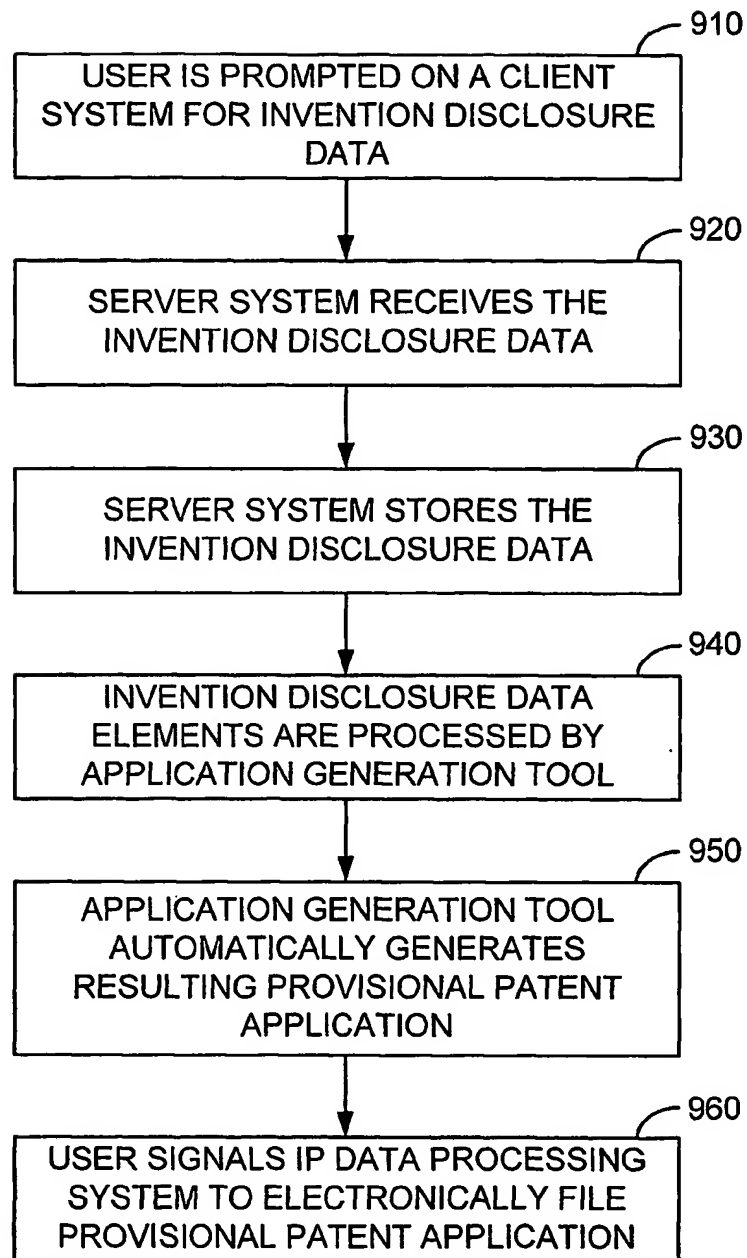 910
USER IS PROMPTED ON A CLIENT
SYSTEM FOR INVENTION DISCLOSURE
DATA
920
SERVER SYSTEM RECEIVES THE
INVENTION DISCLOSURE DATA
930
SERVER SYSTEM STORES THE
INVENTION DISCLOSURE DATA
940
INVENTION DISCLOSURE DATA
ELEMENTS ARE PROCESSED BY
APPLICATION GENERATION TOOL
950
APPLICATION GENERATION TOOL
AUTOMATICALLY GENERATES
RESULTING PROVISIONAL PATENT
APPLICATION
960
USER SIGNALS IP DATA PROCESSING
SYSTEM TO ELECTRONICALLY FILE
PROVISIONAL PATENT APPLICATION